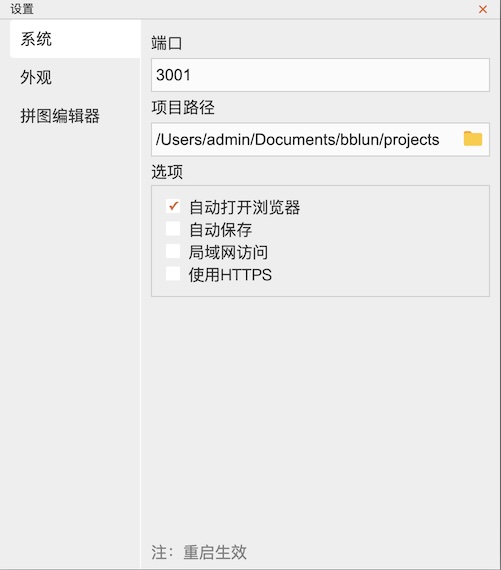 设置
系统
外观
拼图编辑器
端口
3001
项目路径
/Users/admin/Documents/bblun/projects
选项
自动打开浏览器
自动保存
局域网访问
使用HTTPS
注：重启生效